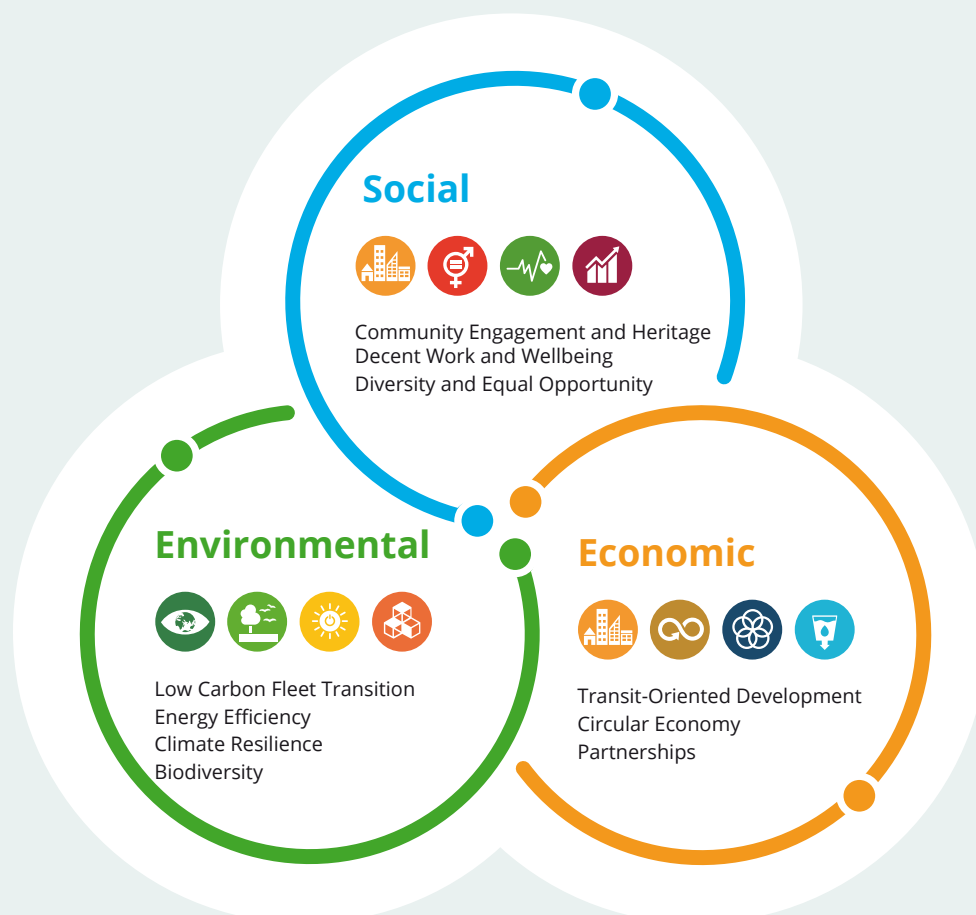 Social
Community Engagement and Heritage
Decent Work and Wellbeing
Diversity and Equal Opportunity
Environmental
Low Carbon Fleet Transition
Energy Efficiency
Climate Resilience
Biodiversity
Economic
Transit-Oriented Development
Circular Economy
Partnerships